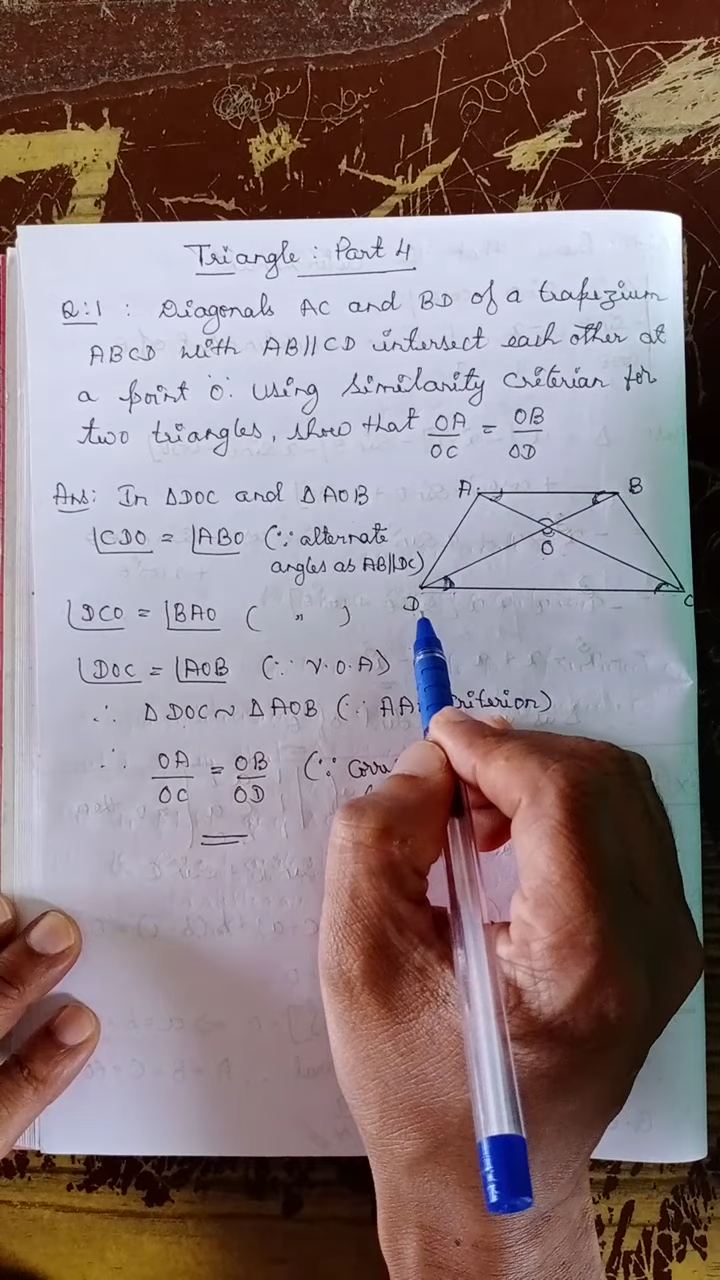 Triangle : Part 4
Q:1 : Diagonals AC and BD of a trapezium
ABCD with AB||CD intersect each other at
a point 'O'. Using Similarity Criterian for
two triangles, show that OA/OC = OB/OD
Ans: In ΔDOC and ΔAOB
∠CDO = ∠ABO (∵ alternate
angles as AB||DC)
∠DCO = ∠BAO ( " )
∠DOC = ∠AOB (∵ V.O.A)
∴ ΔDOC ~ ΔAOB (∵ AA
∴ OA/OC = OB/OD (∵
A
B
O
D
C
2020